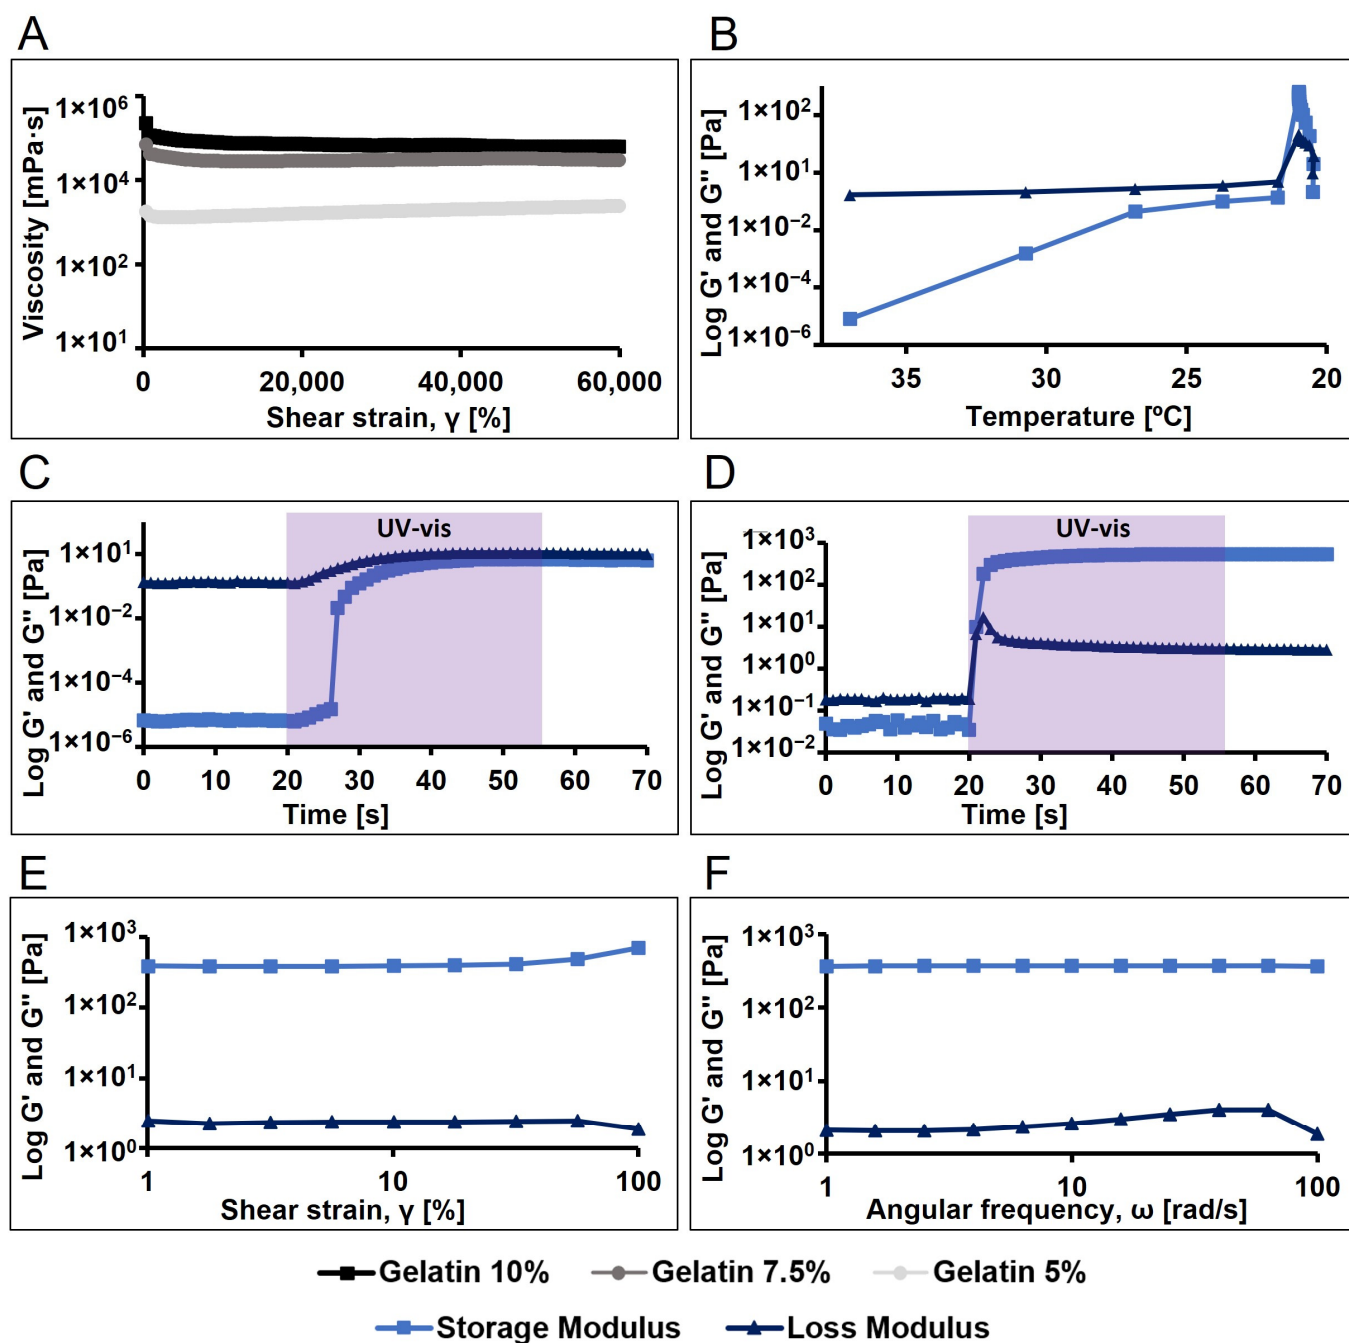 A
Viscosity [mPa·s]
1×10⁶
1×10⁴
1×10²
1×10¹
0 20,000 40,000 60,000
Shear strain, γ [%]
B
Log G' and G'' [Pa]
1×10²
1×10¹
1×10⁻²
1×10⁻⁴
1×10⁻⁶
35 30 25 20
Temperature [ºC]
C
UV-vis
Log G' and G'' [Pa]
1×10¹
1×10⁻²
1×10⁻⁴
1×10⁻⁶
0 10 20 30 40 50 60 70
Time [s]
D
UV-vis
Log G' and G'' [Pa]
1×10³
1×10²
1×10¹
1×10⁰
1×10⁻¹
1×10⁻²
0 10 20 30 40 50 60 70
Time [s]
E
Log G' and G'' [Pa]
1×10³
1×10²
1×10¹
1×10⁰
1 10 100
Shear strain, γ [%]
F
Log G' and G'' [Pa]
1×10³
1×10²
1×10¹
1×10⁰
1 10 100
Angular frequency, ω [rad/s]
Gelatin 10% Gelatin 7.5% Gelatin 5%
Storage Modulus Loss Modulus